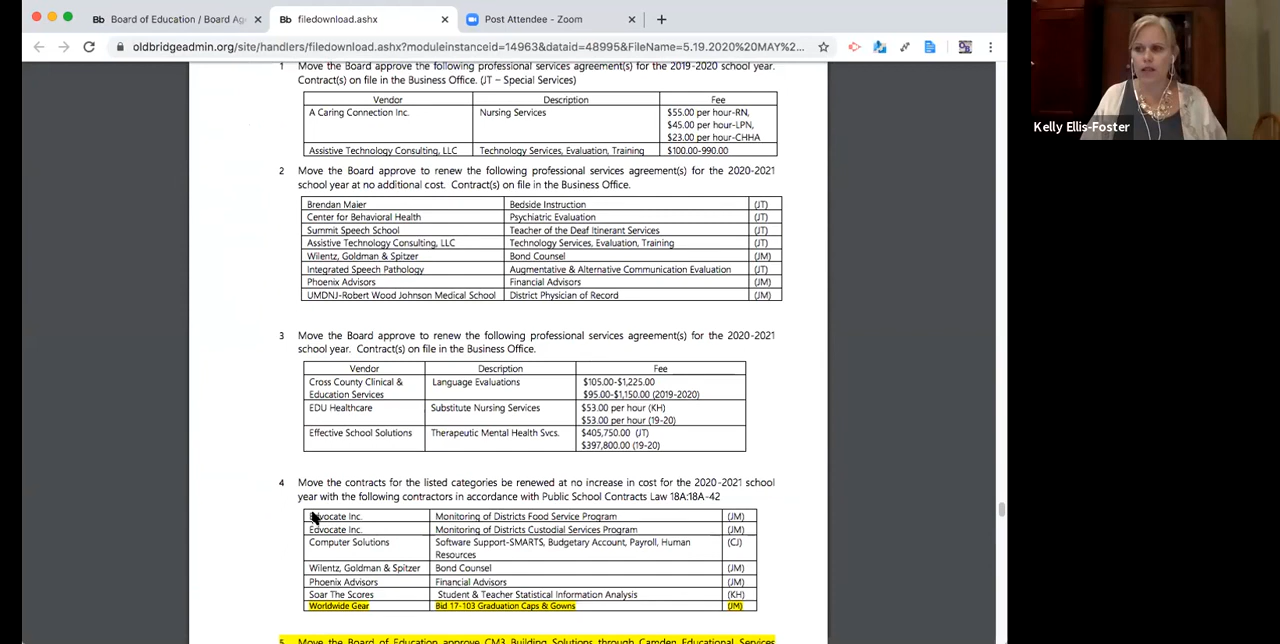 Board of Education / Board Ag
filedownload.ashx
Post Attendee - Zoom
oldbridgeadmin.org/site/handlers/filedownload.ashx?moduleinstanceid=14963&dataid=48995&FileName=5.19.2020%20MAY%2...
Kelly Ellis-Foster
1 Move the Board approve the following professional services agreement(s) for the 2019-2020 school year.
Contract(s) on file in the Business Office. (JT – Special Services)
Vendor Description Fee
A Caring Connection Inc. Nursing Services $55.00 per hour-RN,
$45.00 per hour-LPN,
$23.00 per hour-CHHA
Assistive Technology Consulting, LLC Technology Services, Evaluation, Training $100.00-990.00
2 Move the Board approve to renew the following professional services agreement(s) for the 2020-2021
school year at no additional cost. Contract(s) on file in the Business Office.
Brendan Maier Bedside Instruction (JT)
Center for Behavioral Health Psychiatric Evaluation (JT)
Summit Speech School Teacher of the Deaf Itinerant Services (JT)
Assistive Technology Consulting, LLC Technology Services, Evaluation, Training (JT)
Wilentz, Goldman & Spitzer Bond Counsel (JM)
Integrated Speech Pathology Augmentative & Alternative Communication Evaluation (JT)
Phoenix Advisors Financial Advisors (JM)
UMDNJ-Robert Wood Johnson Medical School District Physician of Record (JM)
3 Move the Board approve to renew the following professional services agreement(s) for the 2020-2021
school year. Contract(s) on file in the Business Office.
Vendor Description Fee
Cross County Clinical & Language Evaluations $105.00-$1,225.00
Education Services $95.00-$1,150.00 (2019-2020)
EDU Healthcare Substitute Nursing Services $53.00 per hour (KH)
$53.00 per hour (19-20)
Effective School Solutions Therapeutic Mental Health Svcs. $405,750.00 (JT)
$397,800.00 (19-20)
4 Move the contracts for the listed categories be renewed at no increase in cost for the 2020-2021 school
year with the following contractors in accordance with Public School Contracts Law 18A:18A-42
Edvocate Inc. Monitoring of Districts Food Service Program (JM)
Edvocate Inc. Monitoring of Districts Custodial Services Program (JM)
Computer Solutions Software Support-SMARTS, Budgetary Account, Payroll, Human (CJ)
Resources
Wilentz, Goldman & Spitzer Bond Counsel (JM)
Phoenix Advisors Financial Advisors (JM)
Soar The Scores Student & Teacher Statistical Information Analysis (KH)
Worldwide Gear Bid 17-103 Graduation Caps & Gowns (JM)
5 Move the Board of Education approve CM3 Building Solutions through Camden Educational Services